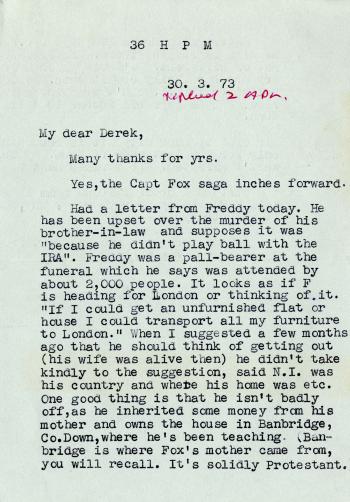 36 H P M
30. 3. 73
replied 2 Apr.
My dear Derek,
Many thanks for yrs.
Yes,the Capt Fox saga inches forward.
Had a letter from Freddy today. He
has been upset over the murder of his
brother-in-law and supposes it was
"because he didn't play ball with the
IRA". Freddy was a pall-bearer at the
funeral which he says was attended by
about 2,000 people. It looks as if F
is heading for London or thinking of.it.
"If I could get an unfurnished flat or
house I could transport all my furniture
to London." When I suggested a few months
ago that he should think of getting out
(his wife was alive then) he didn't take
kindly to the suggestion, said N.I. was
his country and where his home was etc.
One good thing is that he isn't badly
off,as he inherited some money from his
mother and owns the house in Banbridge,
Co.Down,where he's been teaching. (Ban-
bridge is where Fox's mother came from,
you will recall. It's solidly Protestant.